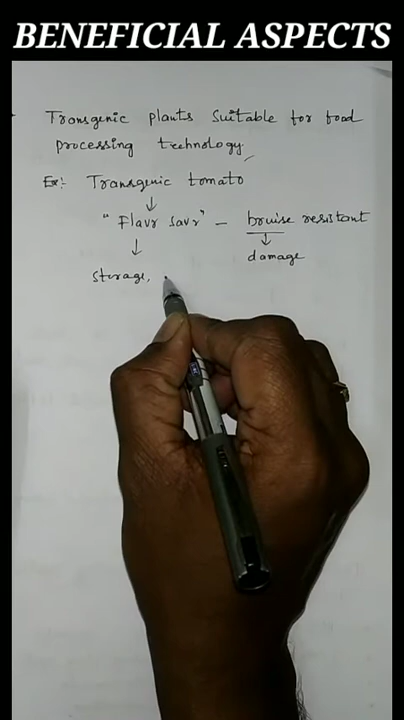 BENEFICIAL ASPECTS
Transgenic plants Suitable for food
processing technology
Ex:- Transgenic tomato
↓
"Flavr savr" - bruise resistant
↓ ↓
damage
storage,